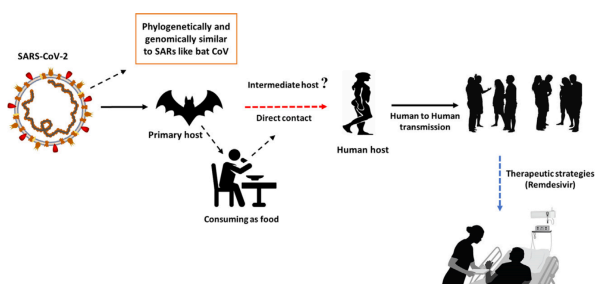 Phylogenetically and
genomically similar
to SARs like bat CoV
SARS-CoV-2
Intermediate host ?
Direct contact
Primary host
Human host
Human to Human
transmission
Consuming as food
Therapeutic strategies
(Remdesivir)